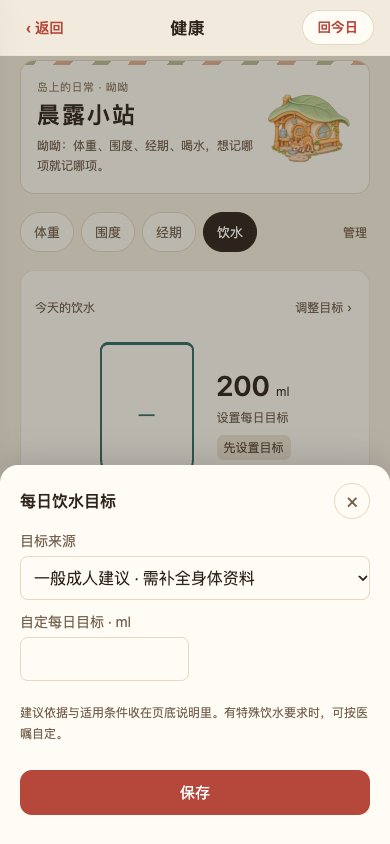 ‹ 返回
健康
回今日
岛上的日常 · 呦呦
晨露小站
呦呦：体重、围度、经期、喝水，想记哪
项就记哪项。
体重
围度
经期
饮水
管理
今天的饮水
调整目标 ›
200 ml
设置每日目标
先设置目标
每日饮水目标
×
目标来源
一般成人建议 · 需补全身体资料
自定每日目标 · ml
建议依据与适用条件收在页底说明里。有特殊饮水要求时，可按医
嘱自定。
保存